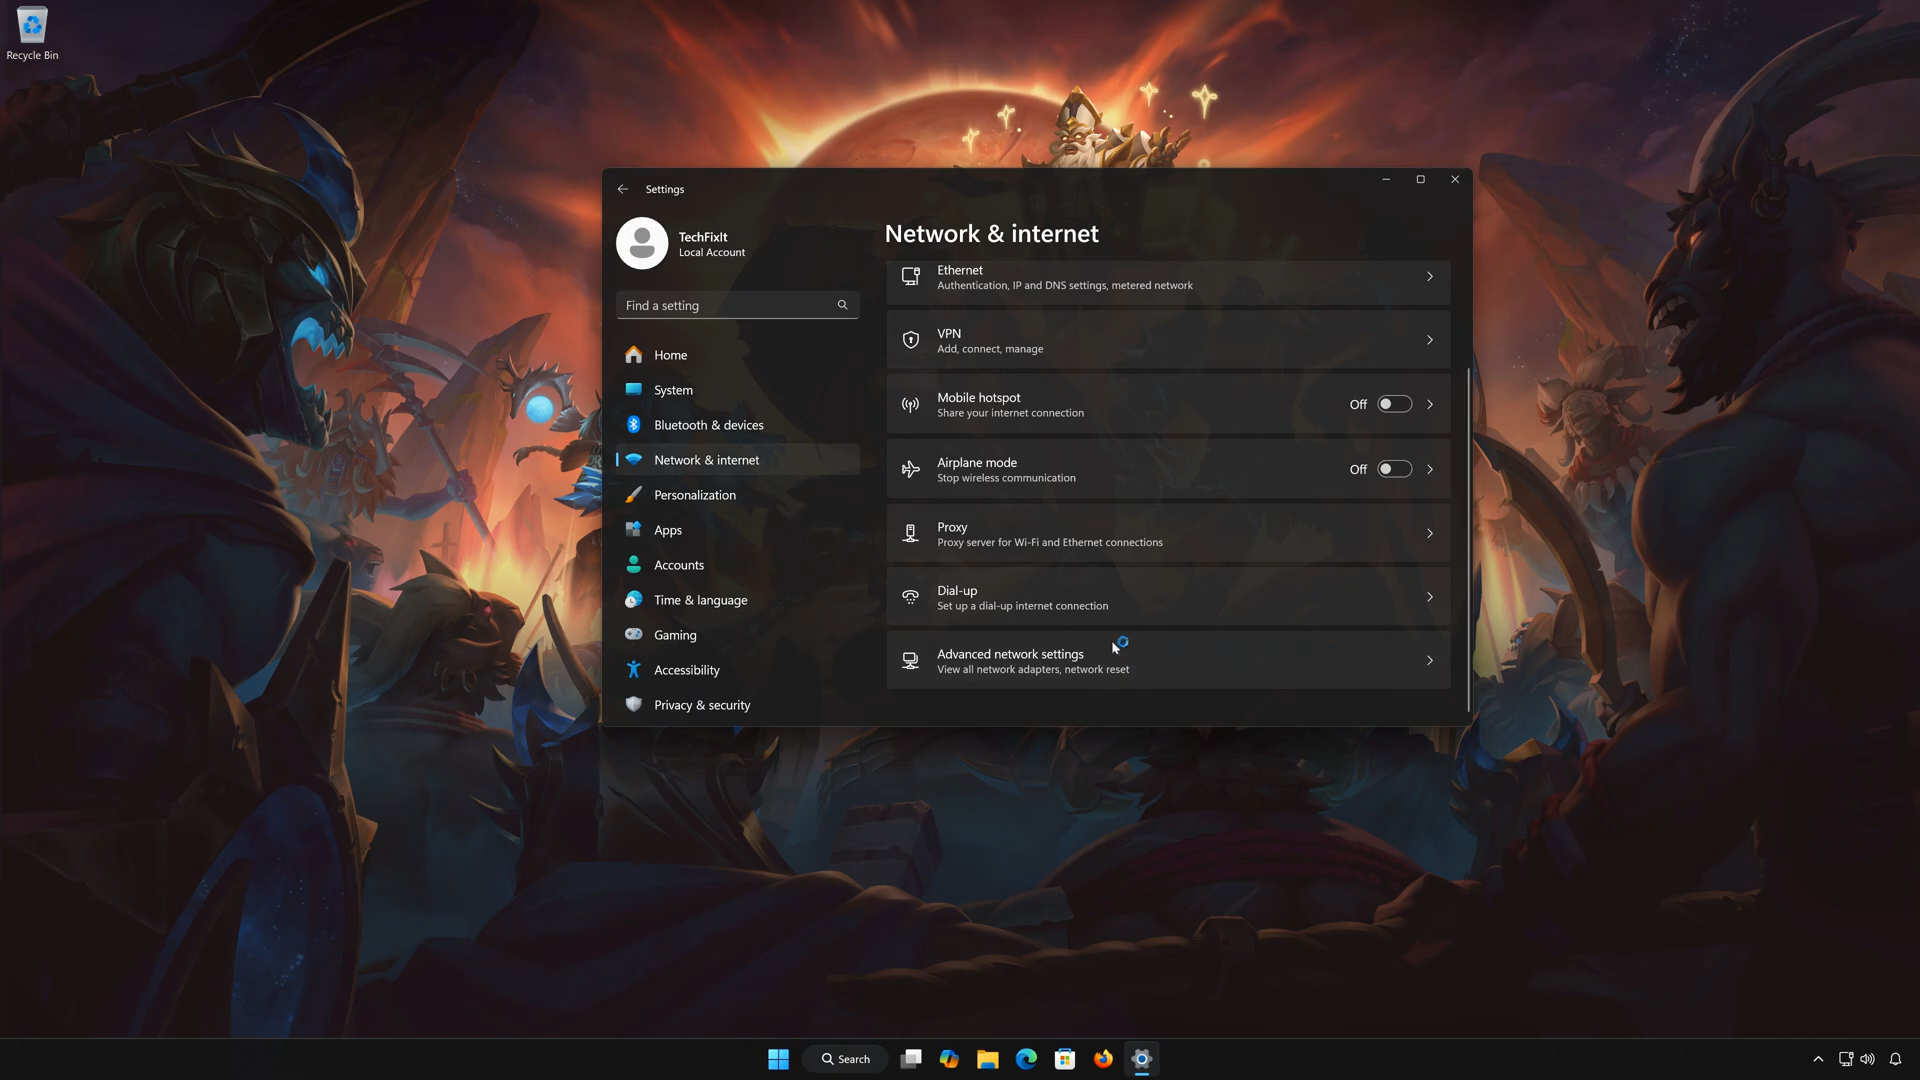 Recycle Bin
Settings
TechFixIt
Local Account
Find a setting
Home
System
Bluetooth & devices
Network & internet
Personalization
Apps
Accounts
Time & language
Gaming
Accessibility
Privacy & security
Network & internet
Ethernet
Authentication, IP and DNS settings, metered network
VPN
Add, connect, manage
Mobile hotspot
Share your internet connection
Off
Airplane mode
Stop wireless communication
Off
Proxy
Proxy server for Wi-Fi and Ethernet connections
Dial-up
Set up a dial-up internet connection
Advanced network settings
View all network adapters, network reset
Search